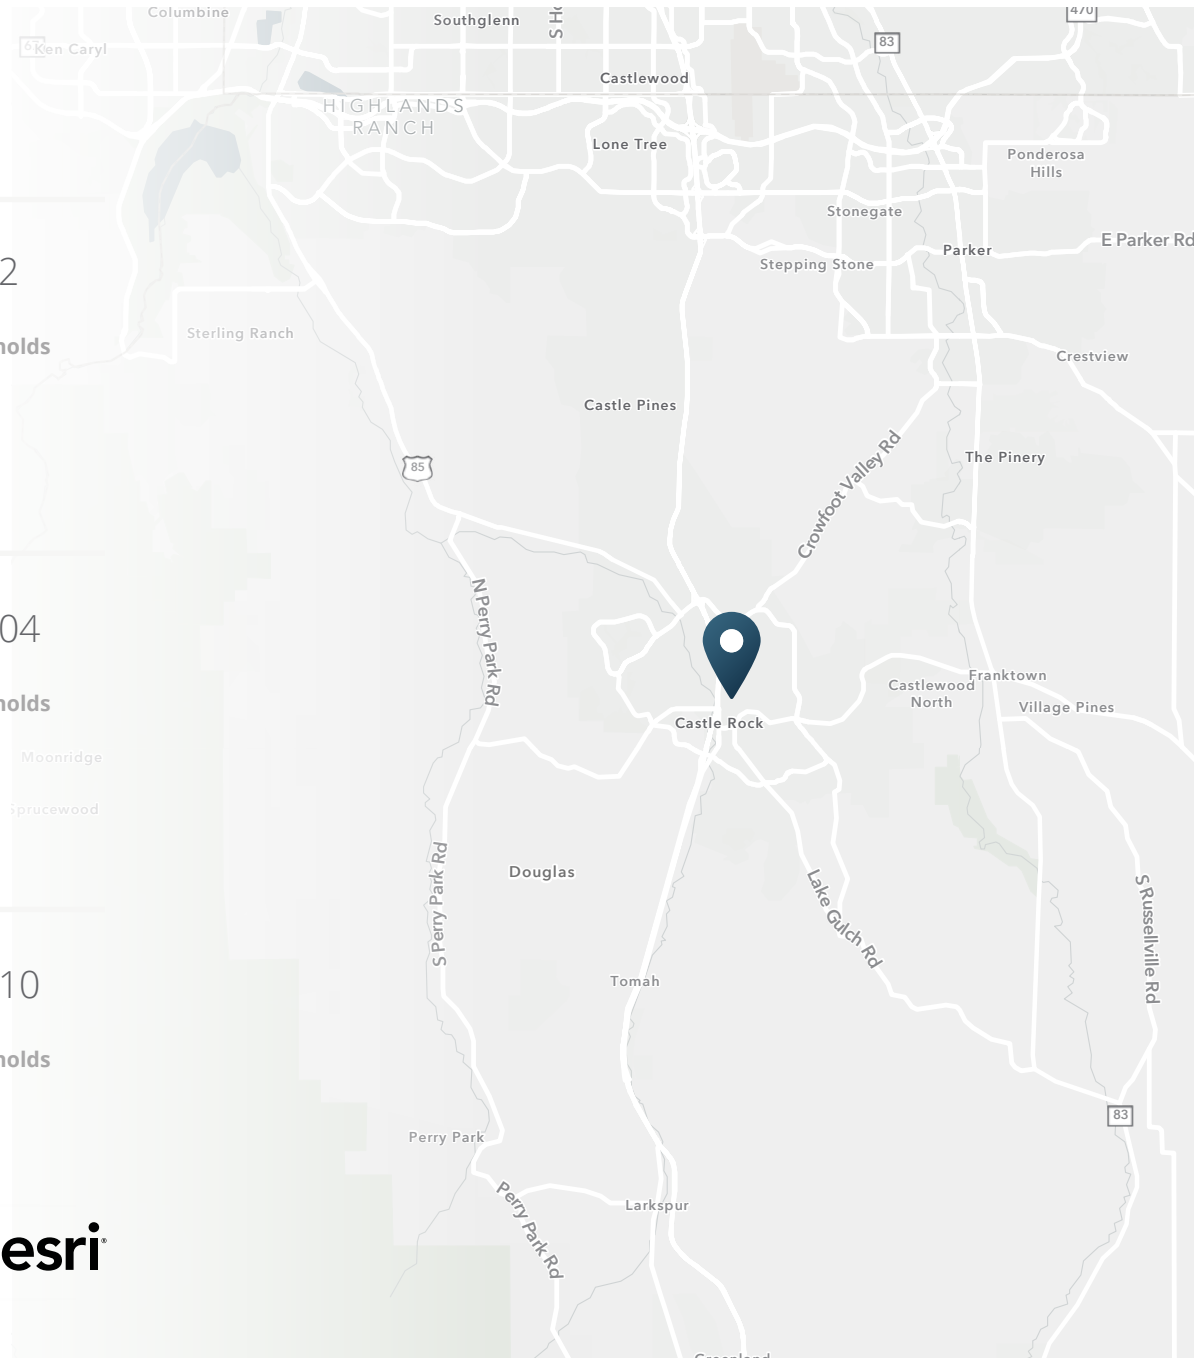 Columbine
Southglenn
S Ho
470
83
Ken Caryl
Castlewood
HIGHLANDS
RANCH
Lone Tree
Ponderosa
Hills
Stonegate
E Parker Rd
Parker
Stepping Stone
2
Sterling Ranch
holds
Crestview
Castle Pines
Crowfoot Valley Rd
The Pinery
85
N Perry Park Rd
04
Franktown
Castlewood
North
holds
Village Pines
Castle Rock
Moonridge
Sprucewood
S Perry Park Rd
Douglas
Lake Gulch Rd
S Russellville Rd
Tomah
10
holds
83
Perry Park
Perry Park Rd
Larkspur
esri
Greenland